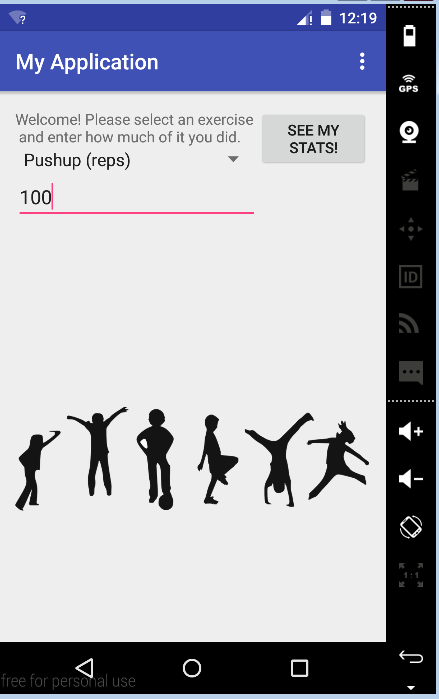 12:19
My Application
Welcome! Please select an exercise
and enter how much of it you did.
SEE MY
STATS!
Pushup (reps)
100
GPS
ID
1:1
free for personal use